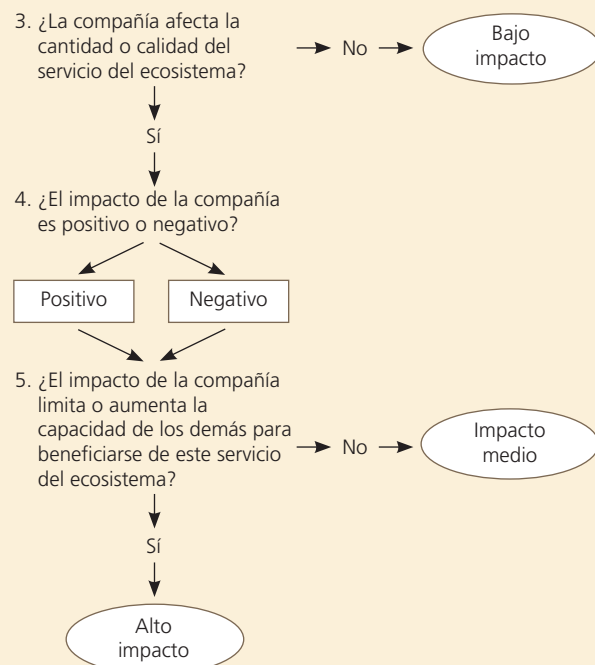 3. ¿La compañía afecta la
cantidad o calidad del
servicio del ecosistema?
No
Bajo
impacto
Sí
4. ¿El impacto de la compañía
es positivo o negativo?
Positivo
Negativo
5. ¿El impacto de la compañía
limita o aumenta la
capacidad de los demás para
beneficiarse de este servicio
del ecosistema?
No
Impacto
medio
Sí
Alto
impacto